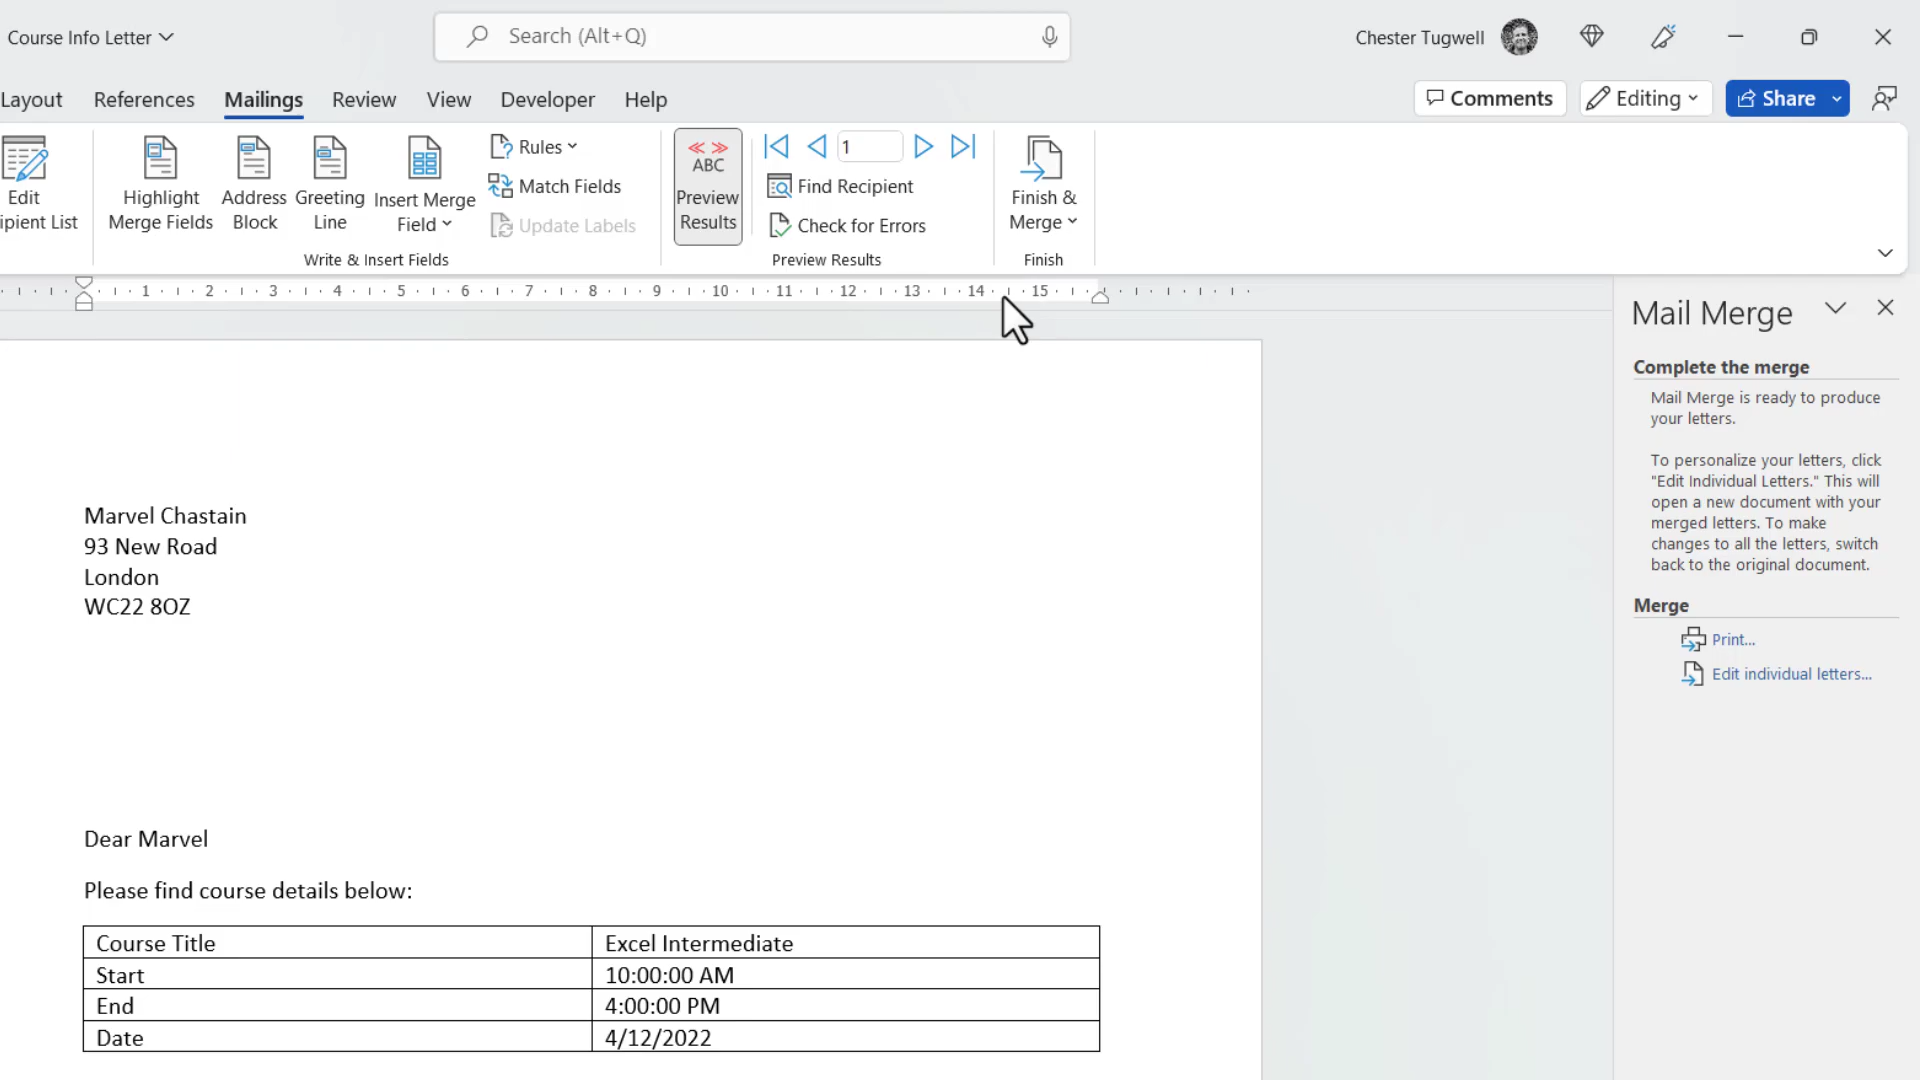 Course Info Letter
Search (Alt+Q)
Chester Tugwell
Layout References Mailings Review View Developer Help
Comments Editing Share
Edit
ipient List
Highlight
Merge Fields
Address
Block
Greeting
Line
Insert Merge
Field
Rules
Match Fields
Update Labels
Write & Insert Fields
ABC
Preview
Results
1
Find Recipient
Check for Errors
Preview Results
Finish &
Merge
Finish
1 2 3 4 5 6 7 8 9 10 11 12 13 14 15
Marvel Chastain
93 New Road
London
WC22 8OZ
Dear Marvel
Please find course details below:
Course Title Excel Intermediate
Start 10:00:00 AM
End 4:00:00 PM
Date 4/12/2022
Mail Merge
Complete the merge
Mail Merge is ready to produce
your letters.
To personalize your letters, click
"Edit Individual Letters." This will
open a new document with your
merged letters. To make
changes to all the letters, switch
back to the original document.
Merge
Print...
Edit individual letters...